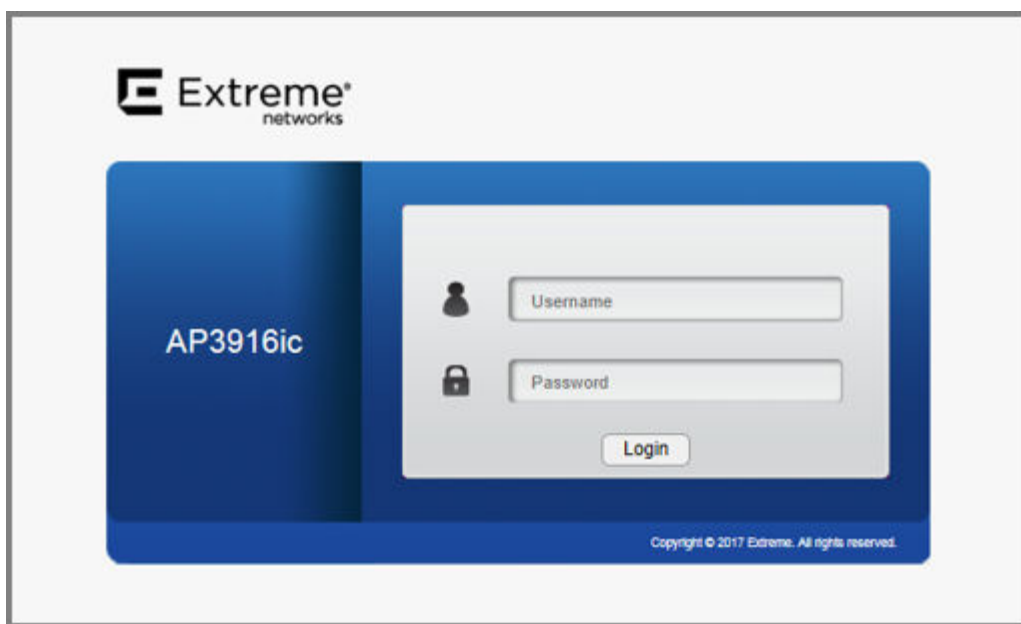 Extreme®
networks
AP3916ic
Username
Password
Login
Copyright © 2017 Extreme. All rights reserved.